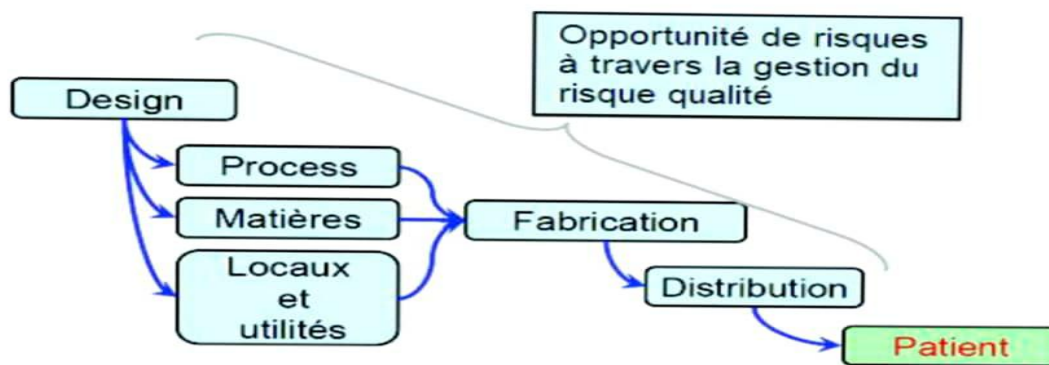 Opportunité de risques
à travers la gestion du
risque qualité
Design
Process
Matières
Locaux
et
utilités
Fabrication
Distribution
Patient